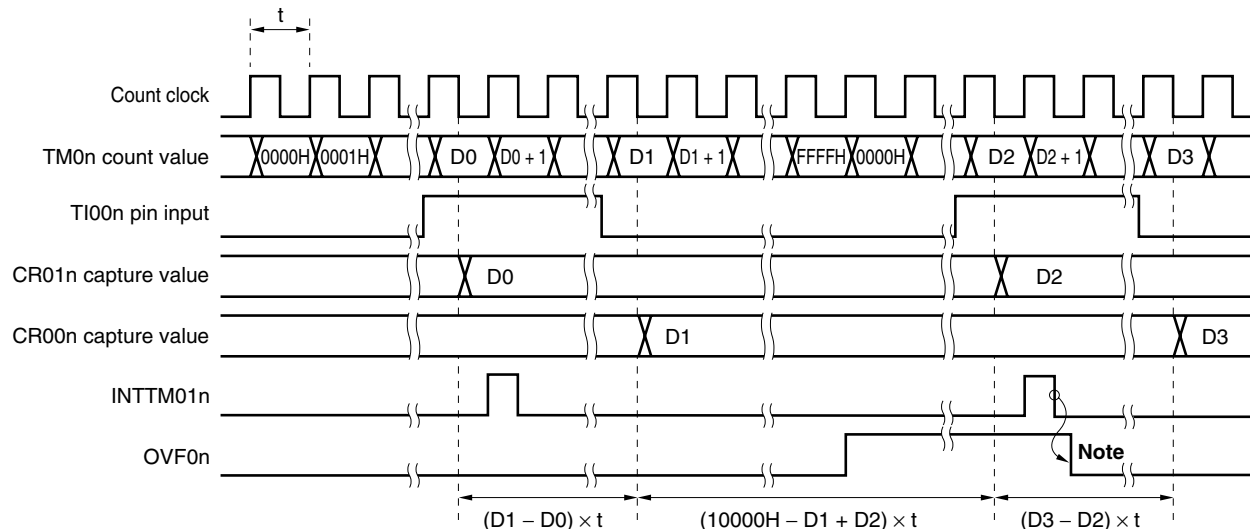 t
Count clock
TM0n count value 0000H 0001H D0 D0 + 1 D1 D1 + 1 FFFFH 0000H D2 D2 + 1 D3
TI00n pin input
CR01n capture value D0 D2
CR00n capture value D1 D3
INTTM01n
OVF0n Note
(D1 – D0) × t (10000H – D1 + D2) × t (D3 – D2) × t